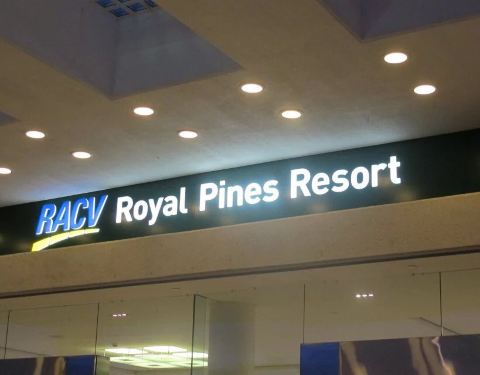 RACV Royal Pines Resort